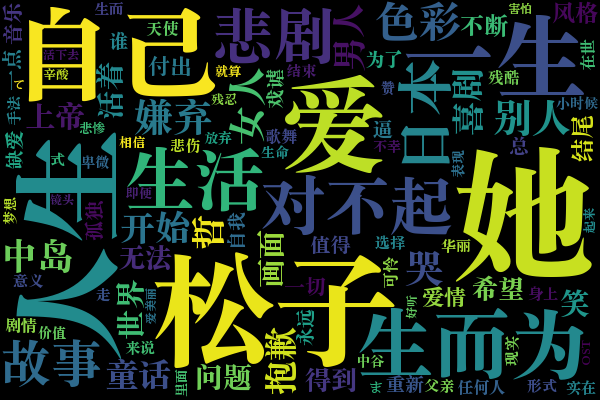 音乐
生而
自己
谁
天使
悲剧
男人
色彩
一
生
害怕
风格
一点
手法
て
活下去
辛酸
活着
付出
就算
残忍
结束
戏谑
为了
赞
残酷
喜剧
不断
在世
小时候
上帝
悲惨
嫌弃
女人
爱
日本
别人
结尾
缺爱
式
卑微
相信
悲伤
放弃
歌舞
生命
逼
不幸
表现
总
人生
生活
即使
对不起
她
梦想
镜头
孤独
开始
哲
自我
画面
值得
选择
华丽
起来
中岛
无法
松子
一切
可怜
哭
意义
走
世界
爱美丽
永远
好听
爱情
希望
身上
笑
剧情
价值
来说
抱歉
生而为
现实
OST
故事
童话
里面
问题
得到
中谷
ま
重新
父亲
任何人
形式
实在